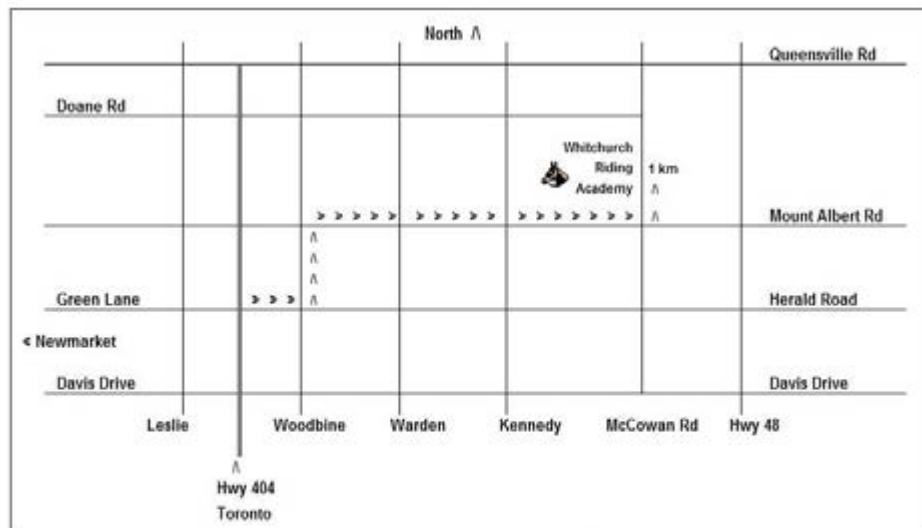 North Λ
Queensville Rd
Doane Rd
Whitchurch
Riding
Academy
1 km
Mount Albert Rd
Green Lane
Herald Road
< Newmarket
Davis Drive
Davis Drive
Leslie
Woodbine
Warden
Kennedy
McCowan Rd
Hwy 48
Hwy 404
Toronto